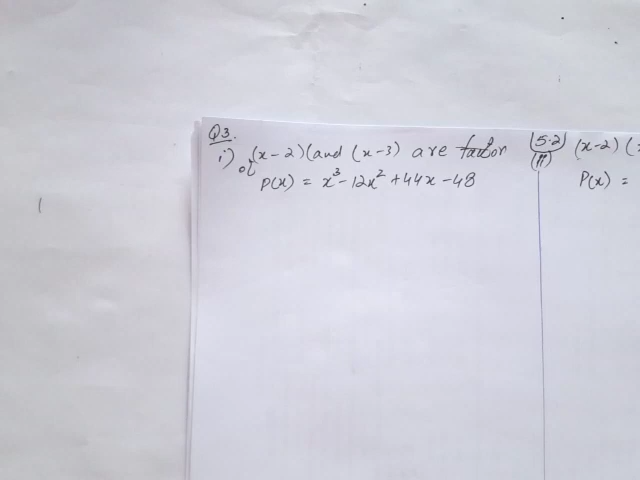 Q3.
i) (x-2)(and (x-3) are factor
of
P(x) = x³-12x²+44x-48
5.2
(ii) (x-2)(
P(x) =